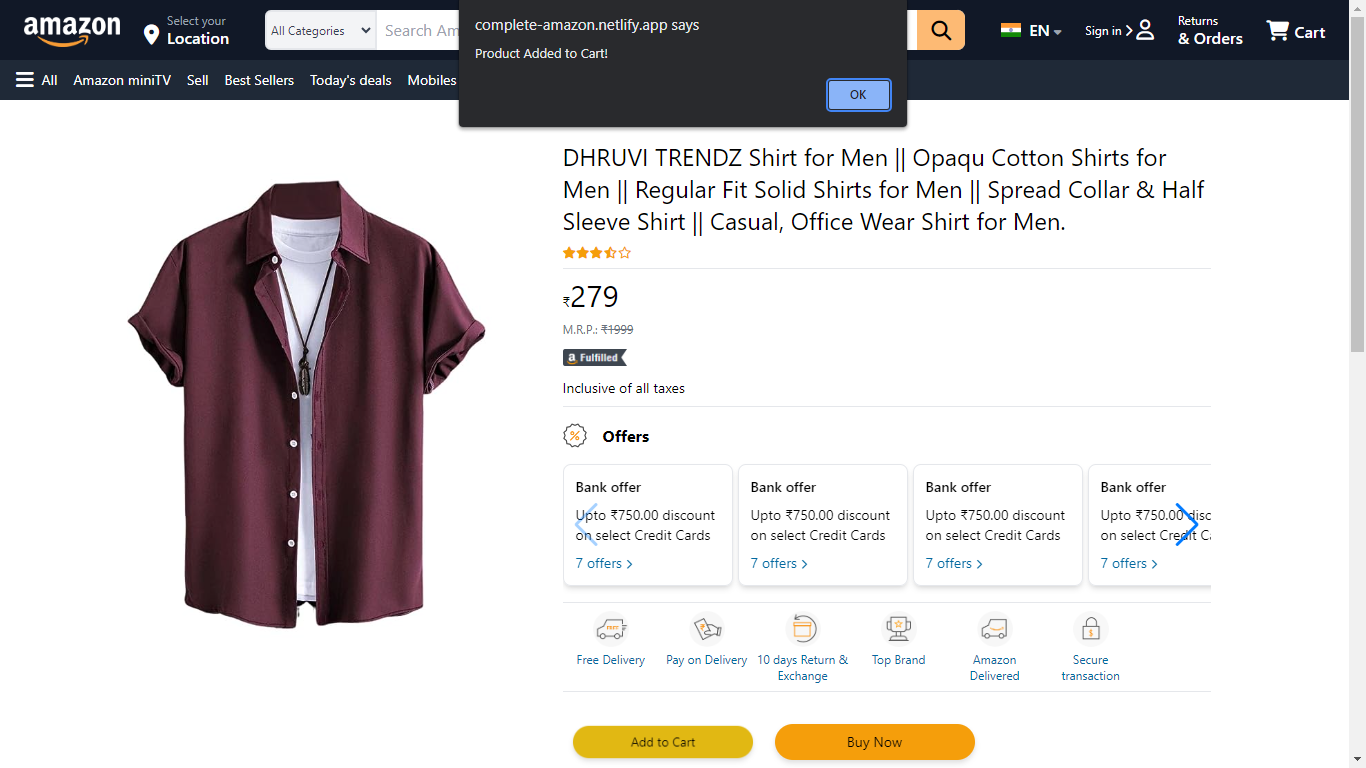 amazon
Select your
Location
All Categories
Search Am
complete-amazon.netlify.app says
Product Added to Cart!
OK
EN
Sign in
Returns
& Orders
Cart
All
Amazon miniTV
Sell
Best Sellers
Today's deals
Mobiles
DHRUVI TRENDZ Shirt for Men || Opaqu Cotton Shirts for
Men || Regular Fit Solid Shirts for Men || Spread Collar & Half
Sleeve Shirt || Casual, Office Wear Shirt for Men.
₹279
M.R.P.: ₹1999
a Fulfilled
Inclusive of all taxes
Offers
Bank offer
Upto ₹750.00 discount
on select Credit Cards
7 offers
Bank offer
Upto ₹750.00 discount
on select Credit Cards
7 offers
Bank offer
Upto ₹750.00 discount
on select Credit Cards
7 offers
Bank offer
Upto ₹750.00 disc
on select Credit Ca
7 offers
FREE
Free Delivery
Pay on Delivery
10 days Return &
Exchange
Top Brand
Amazon
Delivered
Secure
transaction
Add to Cart
Buy Now